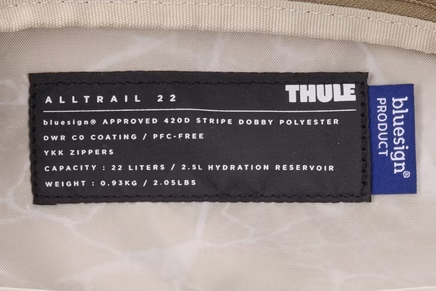 ALLTRAIL 22
THULE
bluesign® APPROVED 420D STRIPE DOBBY POLYESTER
DWR C0 COATING / PFC-FREE
YKK ZIPPERS
CAPACITY : 22 LITERS / 2.5L HYDRATION RESERVOIR
WEIGHT : 0.93KG / 2.05LBS
bluesign®
PRODUCT